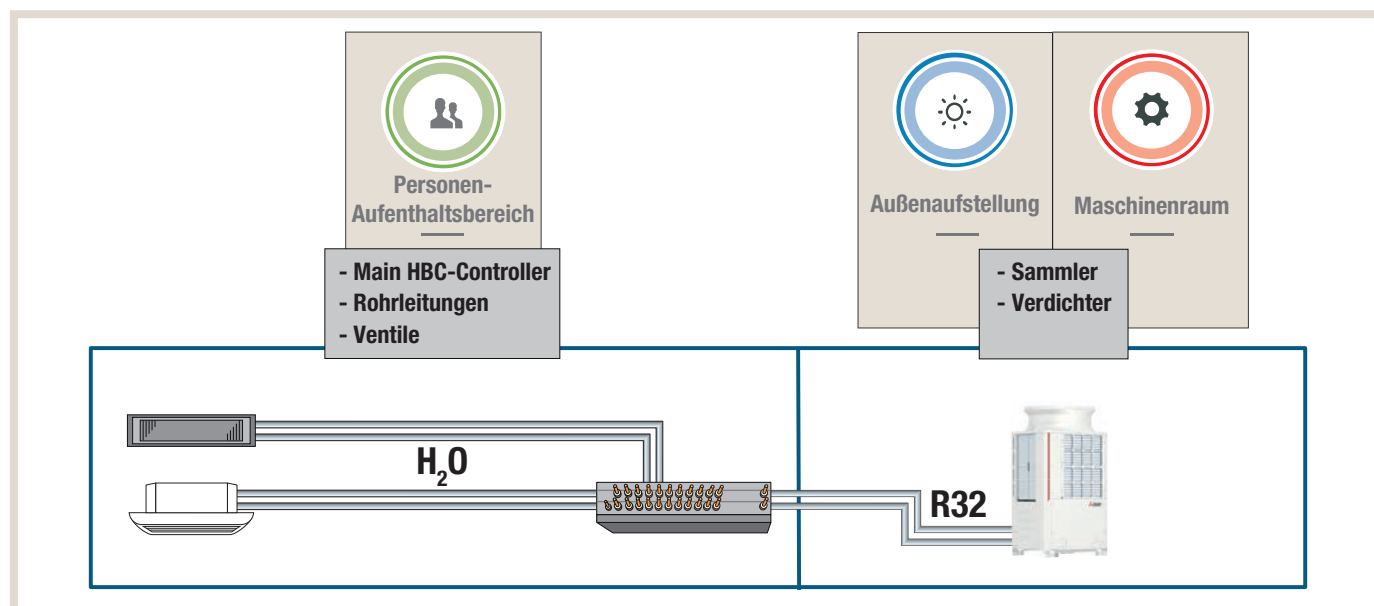 Personen-
Aufenthaltsbereich
- Main HBC-Controller
- Rohrleitungen
- Ventile
Außenaufstellung
Maschinenraum
- Sammler
- Verdichter
H₂O
R32